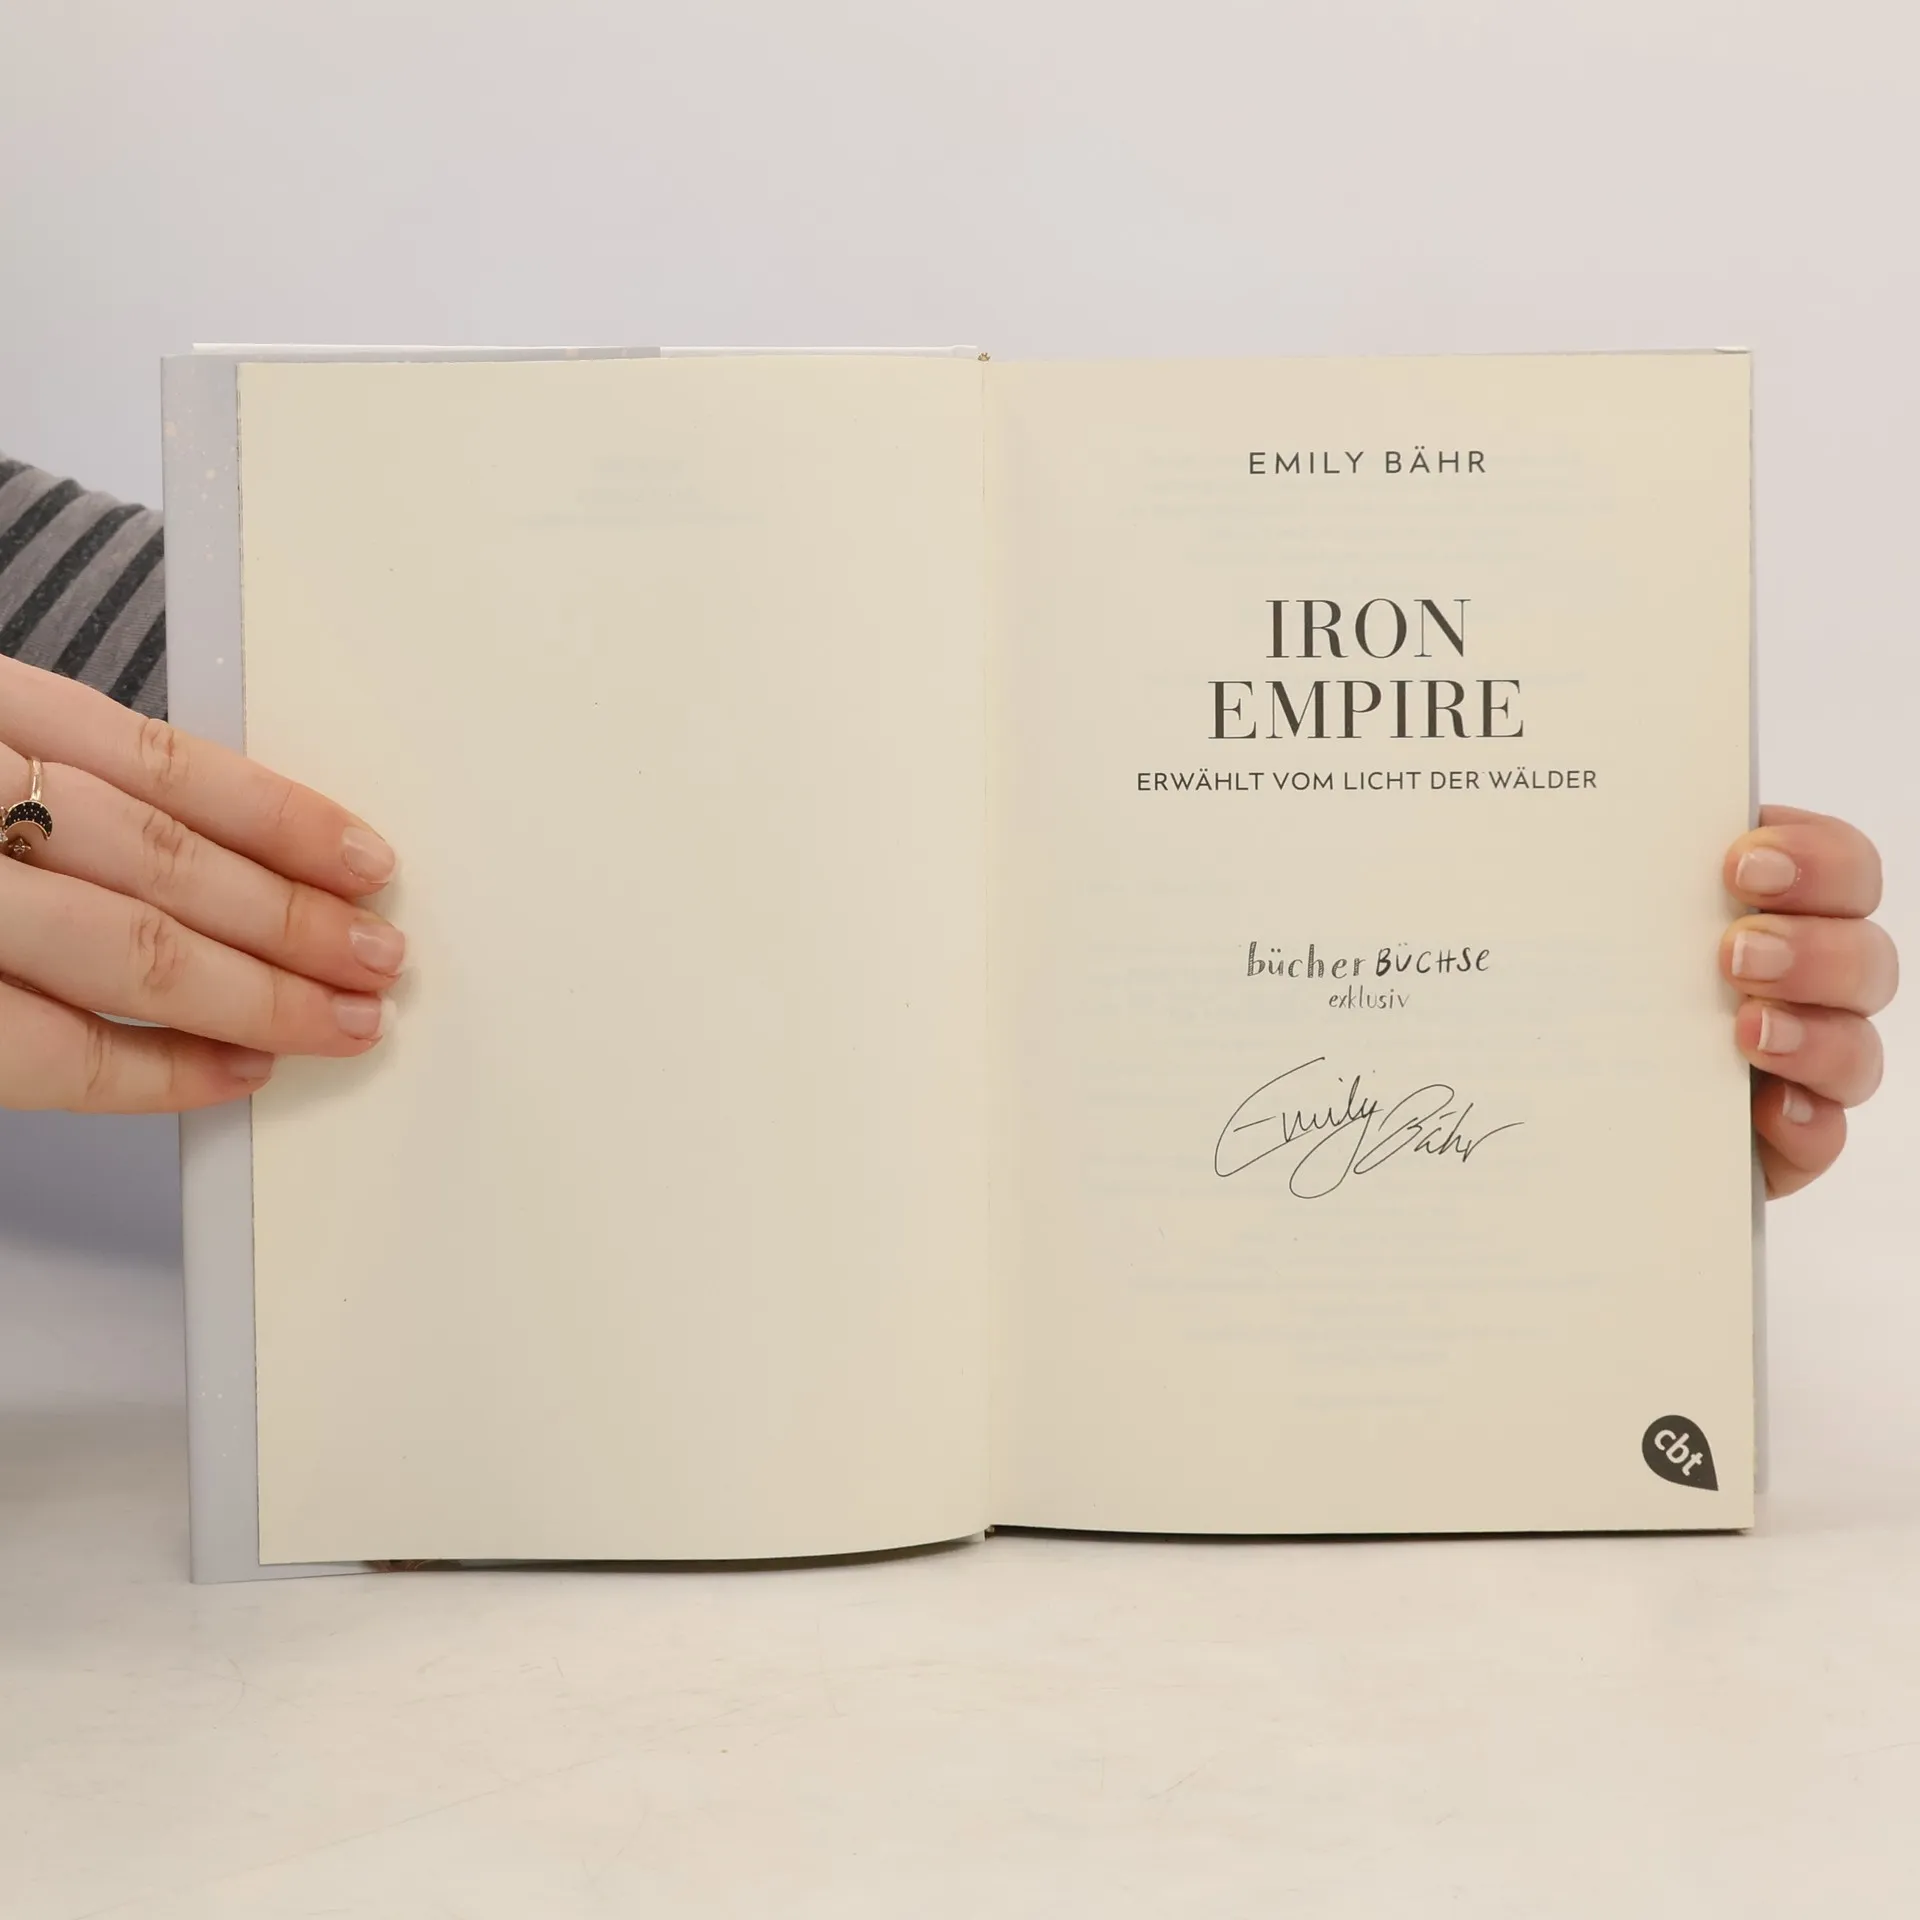 EMILY BÄHR
IRON
EMPIRE
ERWÄHLT VOM LICHT DER WÄLDER
bücher BÜCHSE
exklusiv
Emily Bähr
cbt